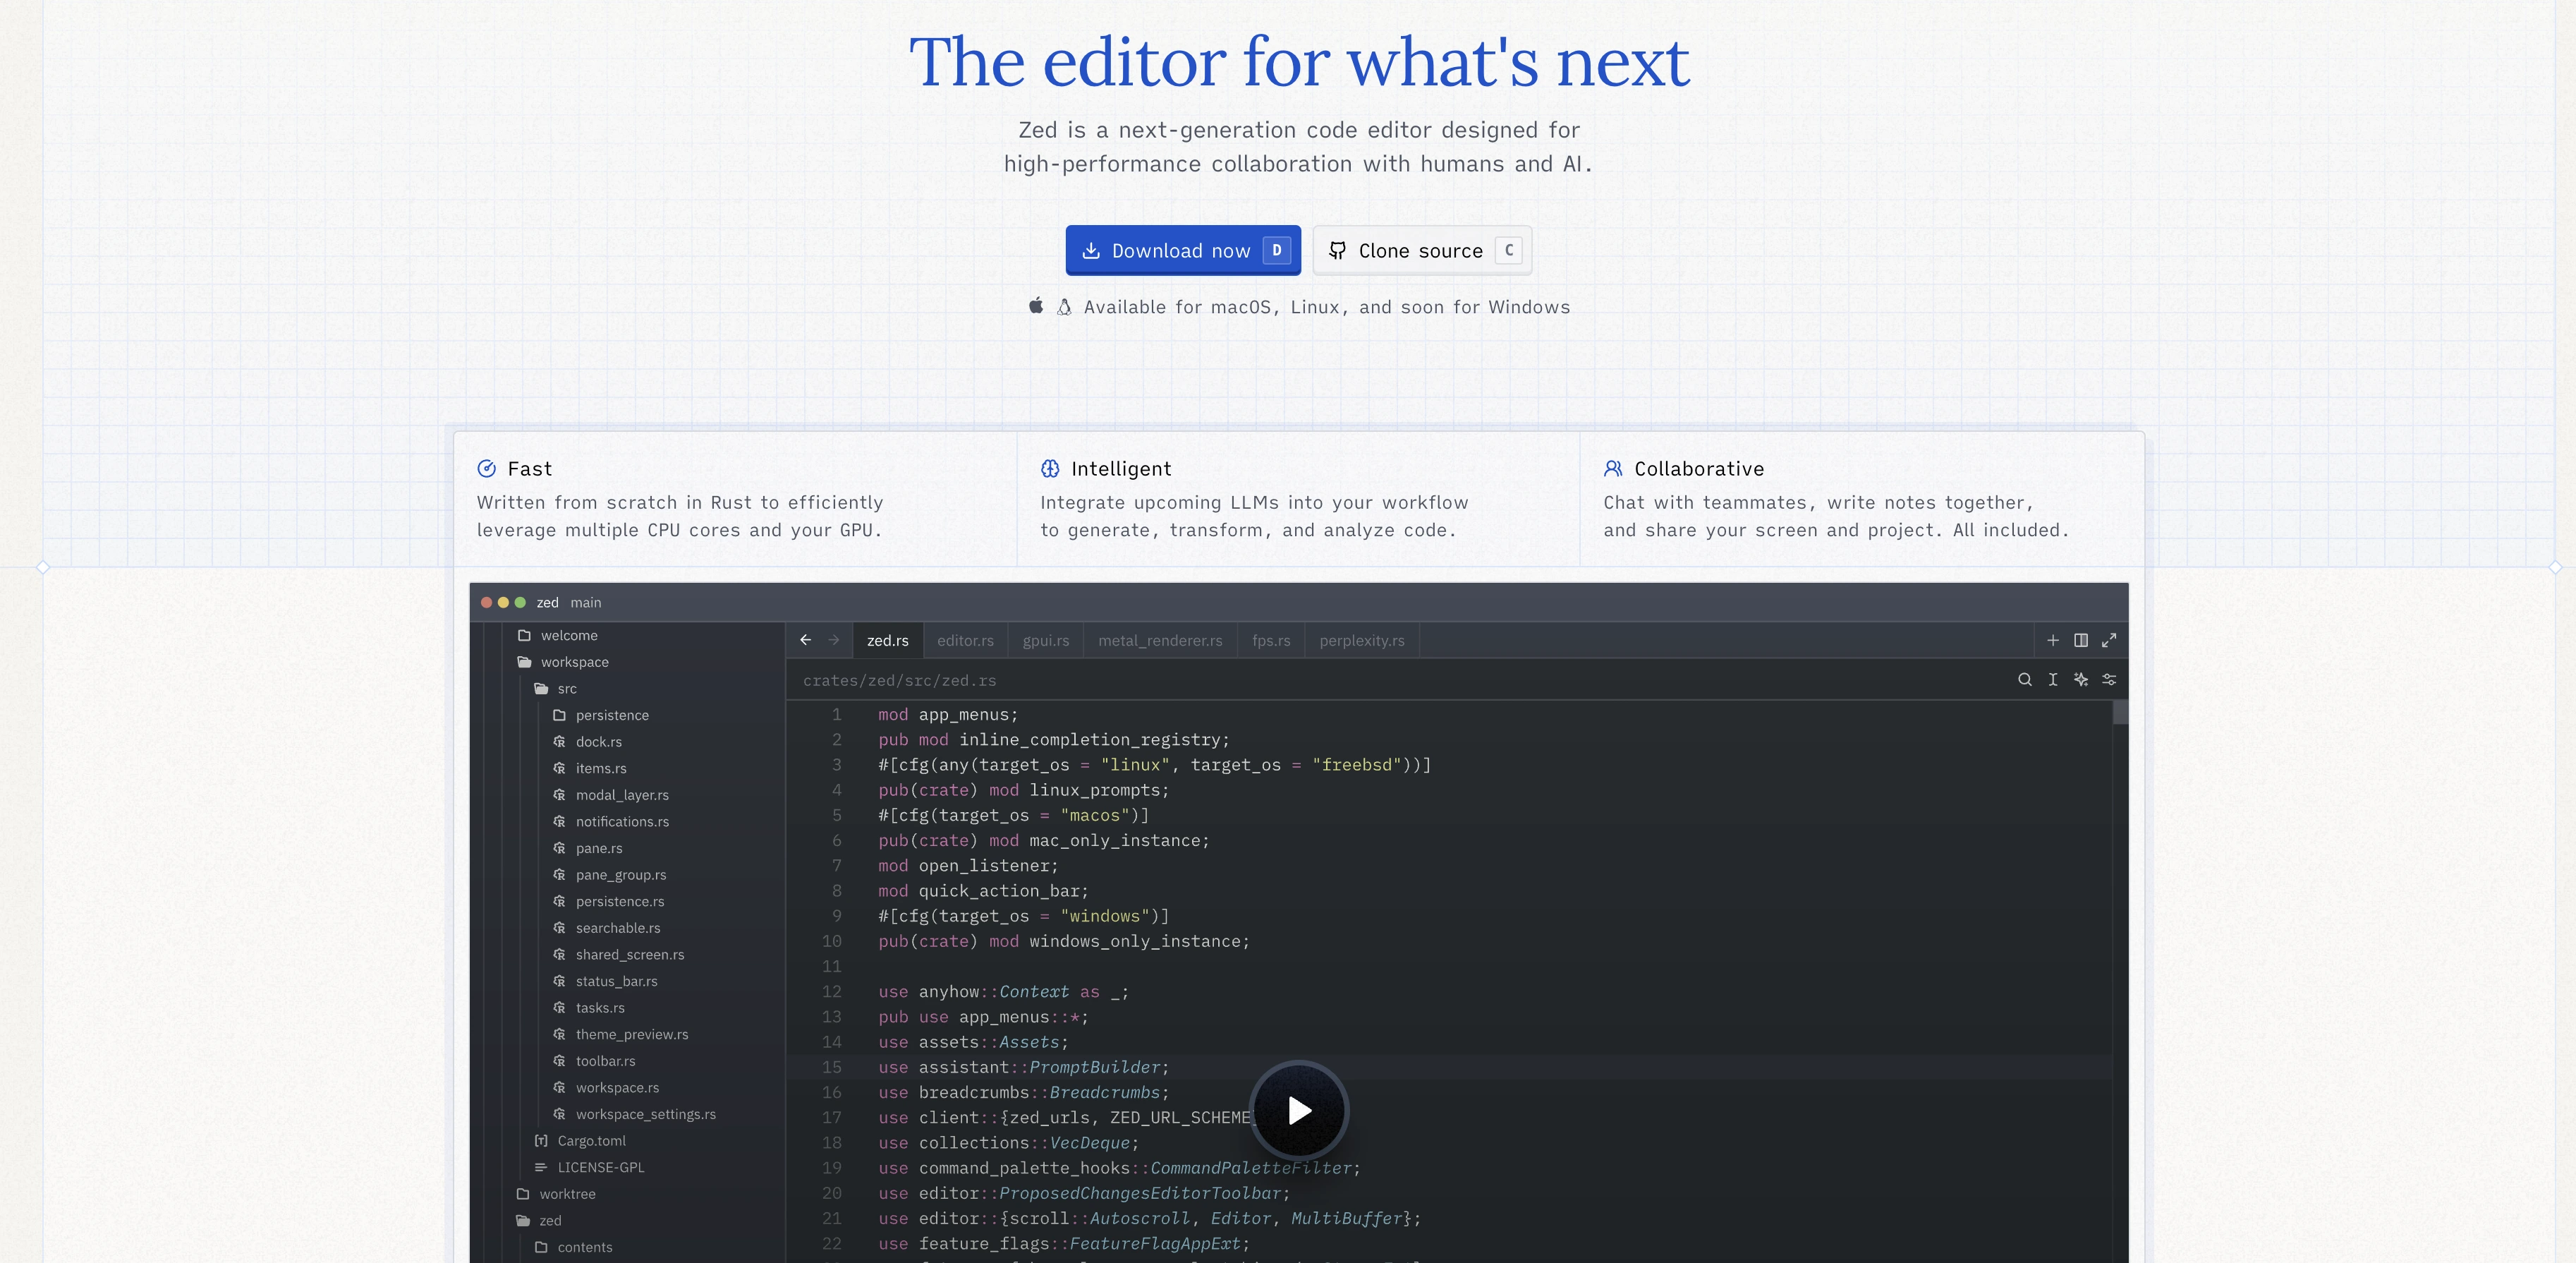 The editor for what's next
Zed is a next-generation code editor designed for
high-performance collaboration with humans and AI.
Download now D
Clone source C
Available for macOS, Linux, and soon for Windows
Fast
Written from scratch in Rust to efficiently
leverage multiple CPU cores and your GPU.
Intelligent
Integrate upcoming LLMs into your workflow
to generate, transform, and analyze code.
Collaborative
Chat with teammates, write notes together,
and share your screen and project. All included.
zed main
welcome
workspace
src
persistence
dock.rs
items.rs
modal_layer.rs
notifications.rs
pane.rs
pane_group.rs
persistence.rs
searchable.rs
shared_screen.rs
status_bar.rs
tasks.rs
theme_preview.rs
toolbar.rs
workspace.rs
workspace_settings.rs
Cargo.toml
LICENSE-GPL
worktree
zed
contents
zed.rs editor.rs gpui.rs metal_renderer.rs fps.rs perplexity.rs
crates/zed/src/zed.rs
1 mod app_menus;
2 pub mod inline_completion_registry;
3 #[cfg(any(target_os = "linux", target_os = "freebsd"))]
4 pub(crate) mod linux_prompts;
5 #[cfg(target_os = "macos")]
6 pub(crate) mod mac_only_instance;
7 mod open_listener;
8 mod quick_action_bar;
9 #[cfg(target_os = "windows")]
10 pub(crate) mod windows_only_instance;
11
12 use anyhow::Context as _;
13 pub use app_menus::*;
14 use assets::Assets;
15 use assistant::PromptBuilder;
16 use breadcrumbs::Breadcrumbs;
17 use client::{zed_urls, ZED_URL_SCHEME
18 use collections::VecDeque;
19 use command_palette_hooks::CommandPaletteFilter;
20 use editor::ProposedChangesEditorToolbar;
21 use editor::{scroll::Autoscroll, Editor, MultiBuffer};
22 use feature_flags::FeatureFlagAppExt;